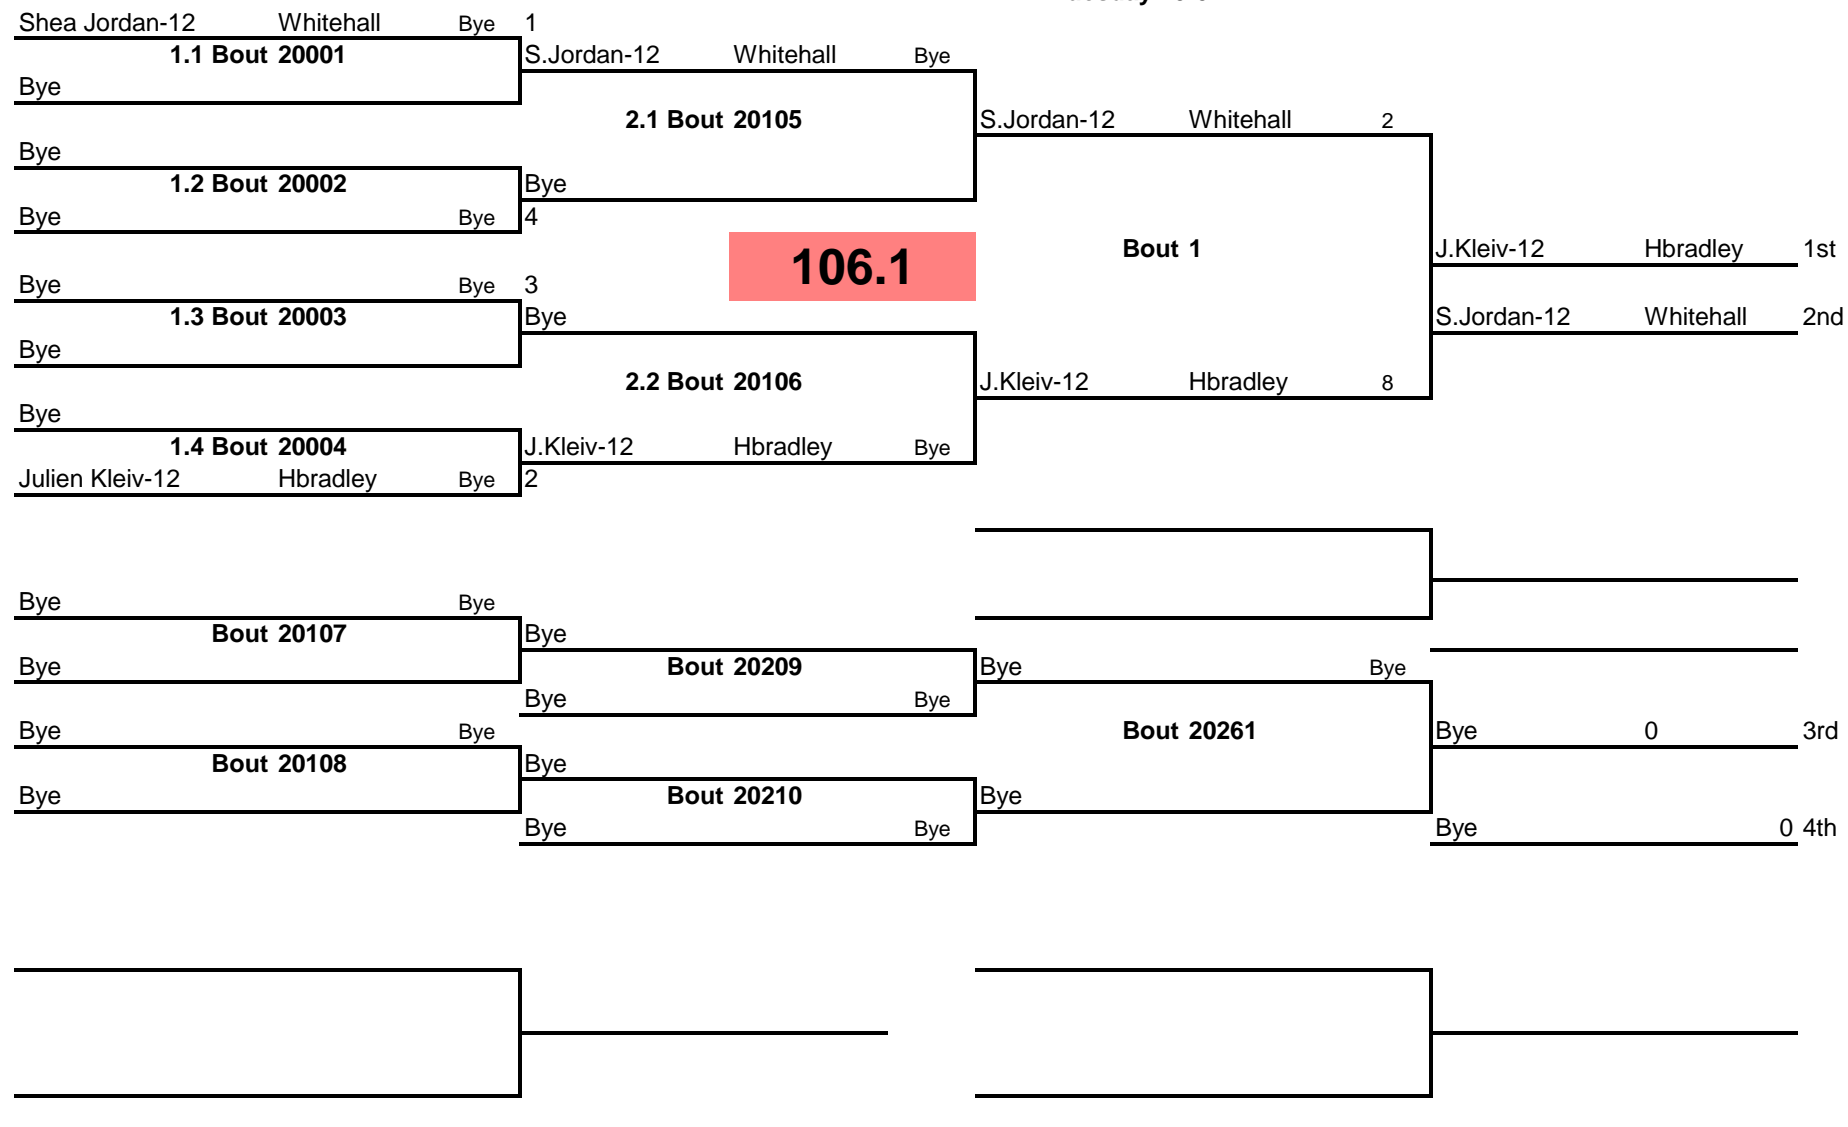 Shea Jordan-12 Whitehall Bye 1
1.1 Bout 20001 S.Jordan-12 Whitehall Bye
Bye
2.1 Bout 20105 S.Jordan-12 Whitehall 2
Bye
1.2 Bout 20002 Bye
Bye Bye 4
106.1 Bout 1 J.Kleiv-12 Hbradley 1st
Bye Bye 3
1.3 Bout 20003 Bye S.Jordan-12 Whitehall 2nd
Bye
2.2 Bout 20106 J.Kleiv-12 Hbradley 8
Bye
1.4 Bout 20004 J.Kleiv-12 Hbradley Bye
Julien Kleiv-12 Hbradley Bye 2
Bye Bye
Bout 20107 Bye
Bye Bout 20209 Bye Bye
Bye Bye
Bye Bye Bout 20261 Bye 0 3rd
Bout 20108 Bye
Bye Bout 20210 Bye
Bye Bye Bye 0 4th